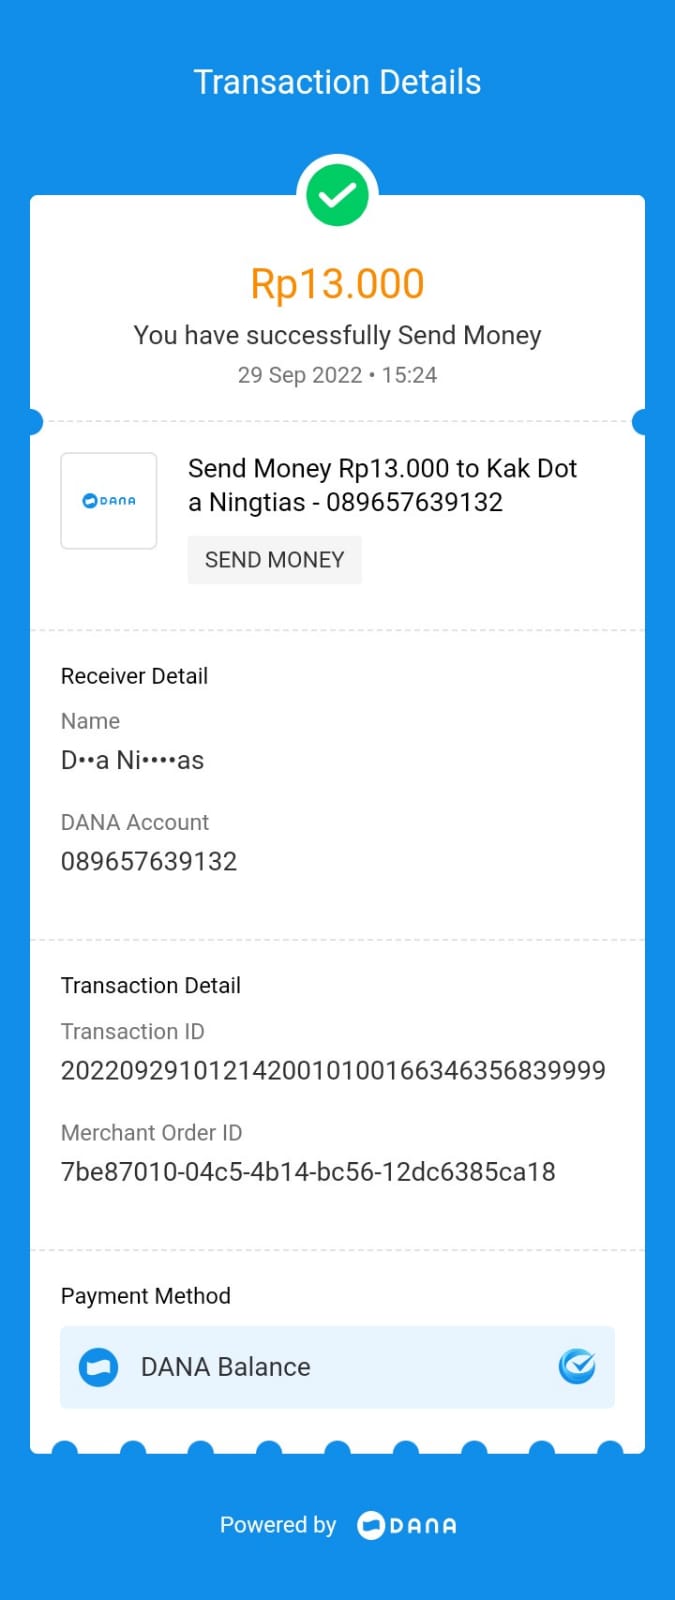 Transaction Details
Rp13.000
You have successfully Send Money
29 Sep 2022 • 15:24
DANA
Send Money Rp13.000 to Kak Dot
a Ningtias - 089657639132
SEND MONEY
Receiver Detail
Name
D••a Ni••••as
DANA Account
089657639132
Transaction Detail
Transaction ID
2022092910121420010100166346356839999
Merchant Order ID
7be87010-04c5-4b14-bc56-12dc6385ca18
Payment Method
DANA Balance
Powered by DANA